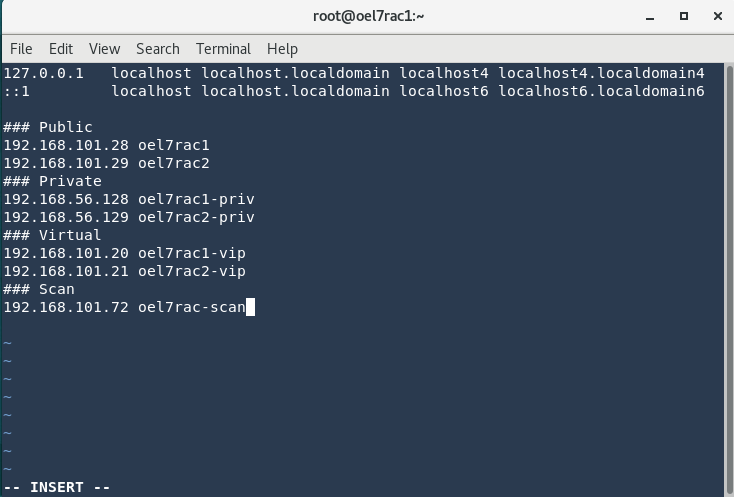 root@oel7rac1:~
File Edit View Search Terminal Help
127.0.0.1   localhost localhost.localdomain localhost4 localhost4.localdomain4
::1         localhost localhost.localdomain localhost6 localhost6.localdomain6
### Public
192.168.101.28 oel7rac1
192.168.101.29 oel7rac2
### Private
192.168.56.128 oel7rac1-priv
192.168.56.129 oel7rac2-priv
### Virtual
192.168.101.20 oel7rac1-vip
192.168.101.21 oel7rac2-vip
### Scan
192.168.101.72 oel7rac-scan
~
~
~
~
~
~
~
~
-- INSERT --